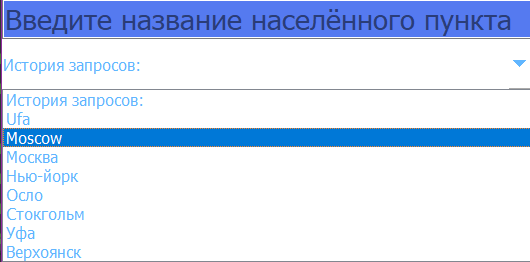 Введите название населённого пункта
История запросов:
История запросов:
Ufa
Moscow
Москва
Нью-йорк
Осло
Стокгольм
Уфа
Верхоянск